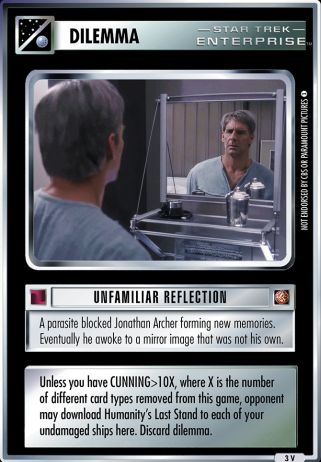 DILEMMA
STAR TREK
ENTERPRISE™
NOT ENDORSED BY CBS OR PARAMOUNT PICTURES
UNFAMILIAR REFLECTION
A parasite blocked Jonathan Archer forming new memories.
Eventually he awoke to a mirror image that was not his own.
Unless you have CUNNING>10X, where X is the
number of different card types removed from this game, opponent
may download Humanity's Last Stand to each of your
undamaged ships here. Discard dilemma.
3 V